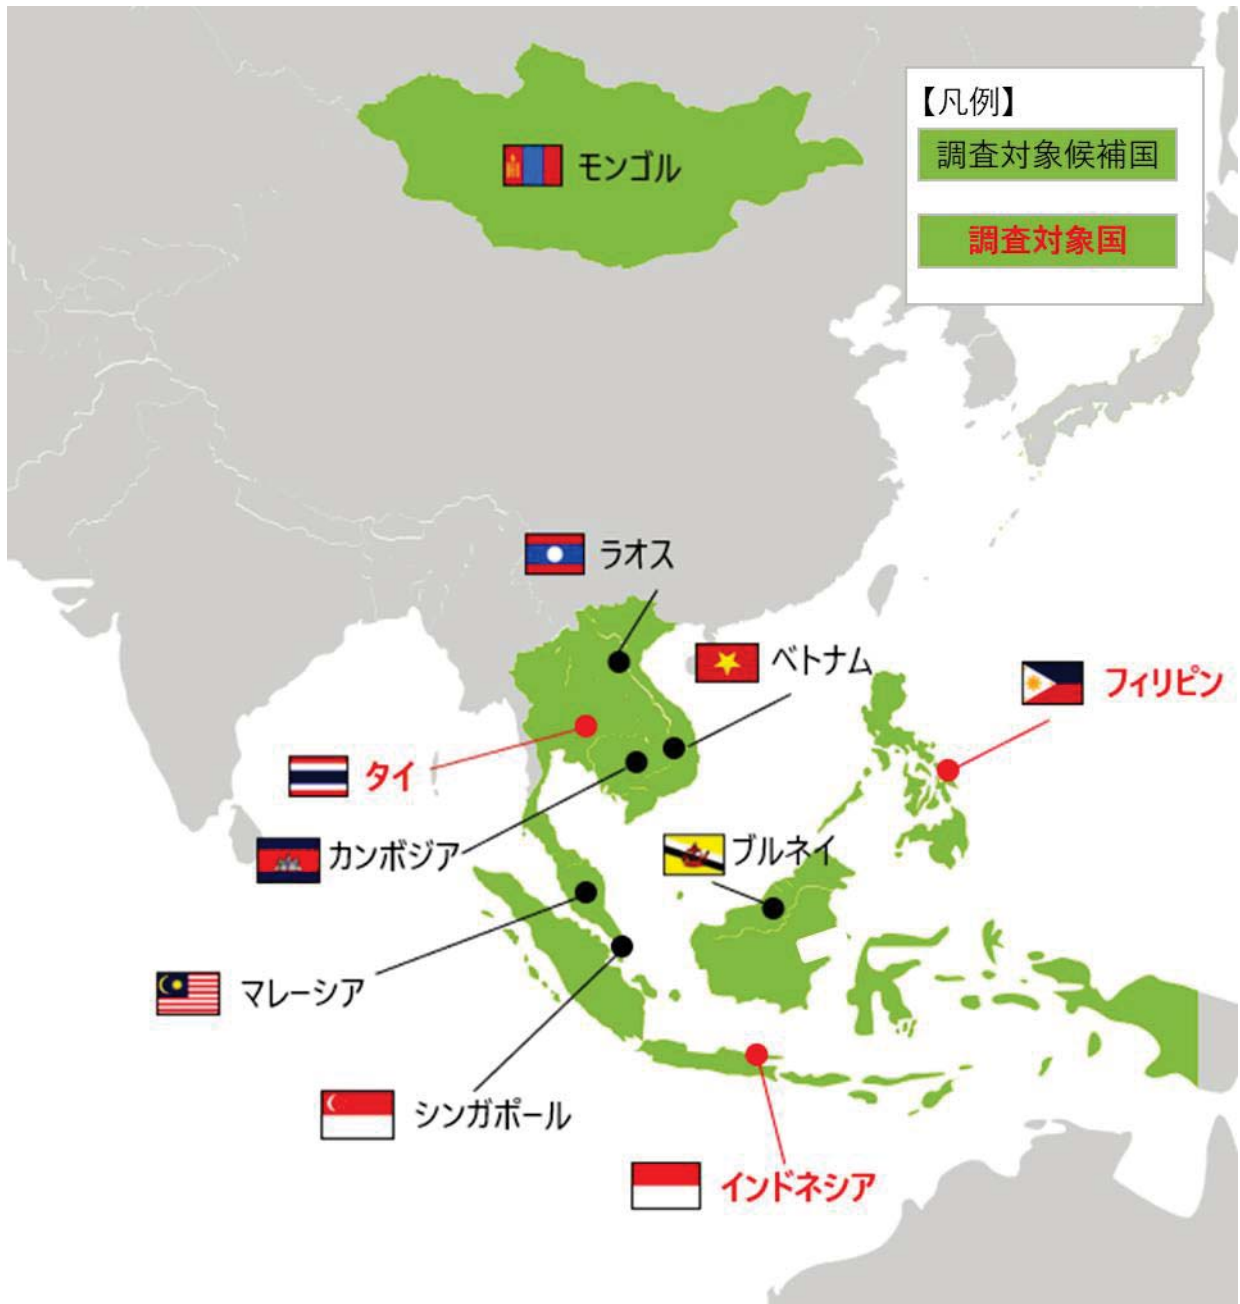 【凡例】
調査対象候補国
モンゴル
調査対象国
ラオス
ベトナム
フィリピン
タイ
カンボジア
ブルネイ
マレーシア
シンガポール
インドネシア